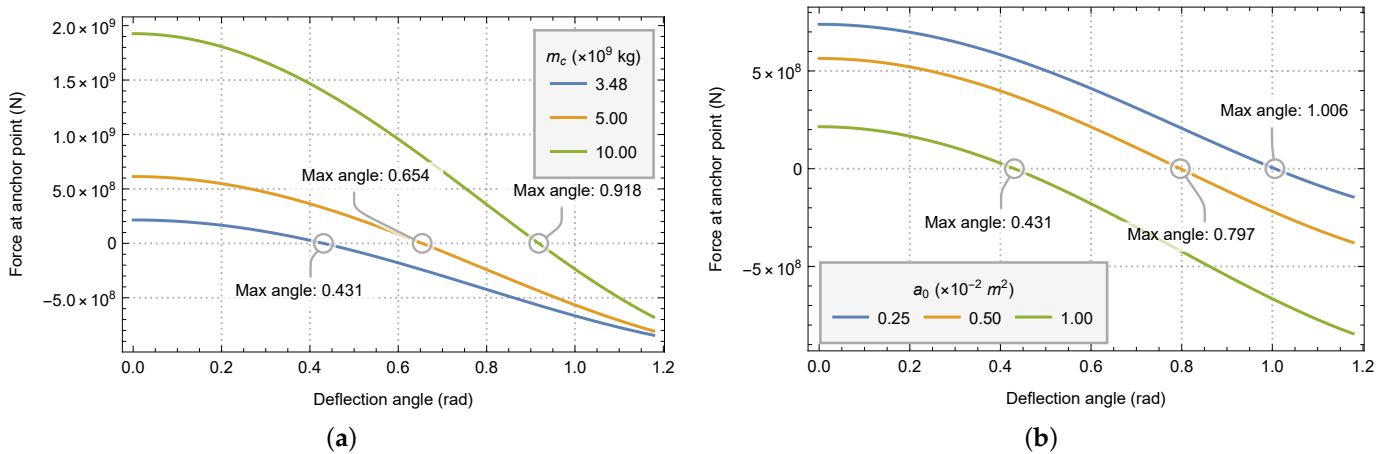 2.0 × 10⁹
1.5 × 10⁹
1.0 × 10⁹
5.0 × 10⁸
0
−5.0 × 10⁸
Force at anchor point (N)
m_c (×10⁹ kg)
3.48
5.00
10.00
Max angle: 0.654
Max angle: 0.918
Max angle: 0.431
0.0 0.2 0.4 0.6 0.8 1.0 1.2
Deflection angle (rad)
(a)
5 × 10⁸
0
−5 × 10⁸
Force at anchor point (N)
Max angle: 1.006
Max angle: 0.431
Max angle: 0.797
a₀ (×10⁻² m²)
0.25 0.50 1.00
0.0 0.2 0.4 0.6 0.8 1.0 1.2
Deflection angle (rad)
(b)